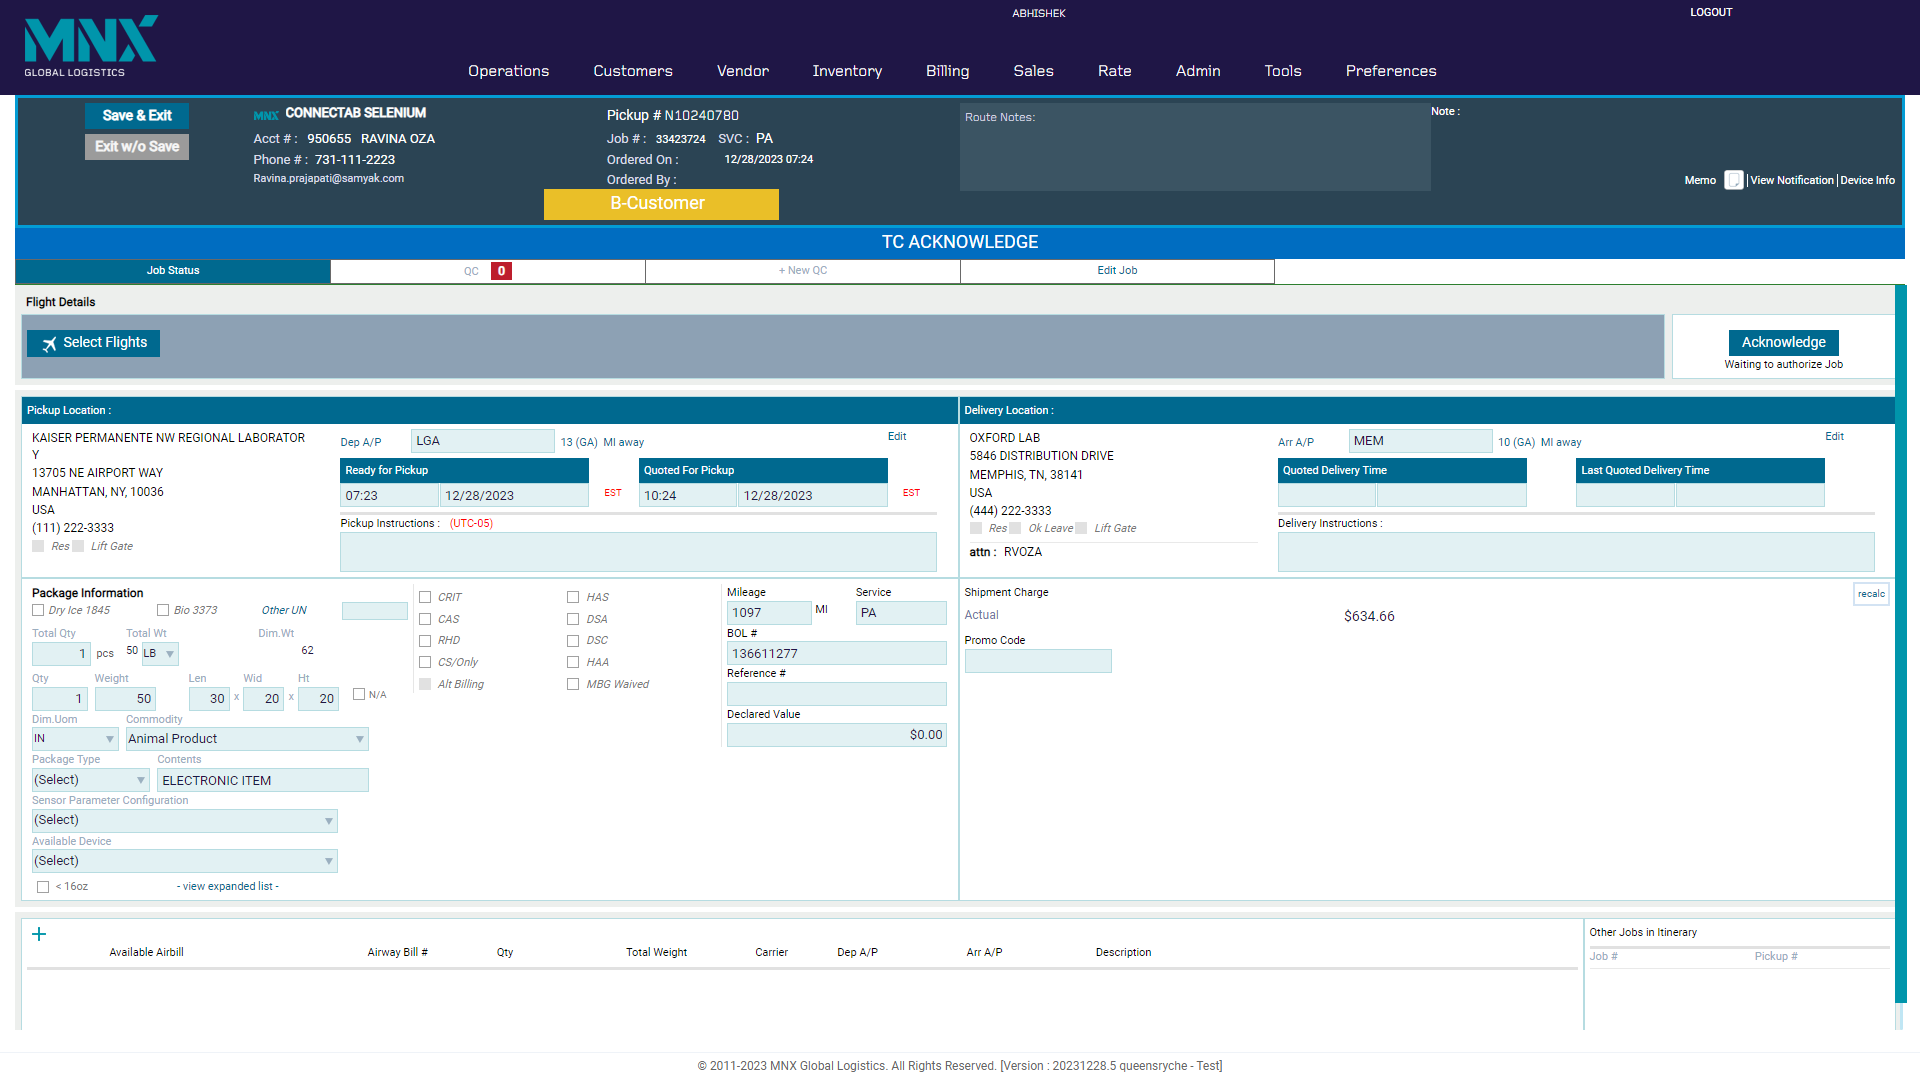 MNX
GLOBAL LOGISTICS
ABHISHEK
LOGOUT
Operations Customers Vendor Inventory Billing Sales Rate Admin Tools Preferences
Save & Exit
Exit w/o Save
MNX CONNECTAB SELENIUM
Acct # : 950655 RAVINA OZA
Phone # : 731-111-2223
Ravina.prajapati@samyak.com
Pickup # N10240780
Job # : 33423724 SVC : PA
Ordered On : 12/28/2023 07:24
Ordered By :
B-Customer
Route Notes:
Note :
Memo | View Notification | Device Info
TC ACKNOWLEDGE
Job Status
QC 0
+ New QC
Edit Job
Flight Details
Select Flights
Acknowledge
Waiting to authorize Job
Pickup Location :
KAISER PERMANENTE NW REGIONAL LABORATOR
Y
13705 NE AIRPORT WAY
MANHATTAN, NY, 10036
USA
(111) 222-3333
Res Lift Gate
Dep A/P LGA 13 (GA) MI away
Edit
Ready for Pickup
07:23 12/28/2023 EST
Quoted For Pickup
10:24 12/28/2023 EST
Pickup Instructions : (UTC-05)
Delivery Location :
OXFORD LAB
5846 DISTRIBUTION DRIVE
MEMPHIS, TN, 38141
USA
(444) 222-3333
Res Ok Leave Lift Gate
attn : RVOZA
Arr A/P MEM 10 (GA) MI away
Edit
Quoted Delivery Time
Last Quoted Delivery Time
Delivery Instructions :
Package Information
Dry Ice 1845 Bio 3373 Other UN
Total Qty Total Wt Dim.Wt
1 pcs 50 LB 62
Qty Weight Len Wid Ht
1 50 30 x 20 x 20 N/A
Dim.Uom Commodity
IN Animal Product
Package Type Contents
(Select) ELECTRONIC ITEM
Sensor Parameter Configuration
(Select)
Available Device
(Select)
< 16oz - view expanded list -
CRIT HAS
CAS DSA
RHD DSC
CS/Only HAA
Alt Billing MBG Waived
Mileage Service
1097 MI PA
BOL #
136611277
Reference #
Declared Value
$0.00
Shipment Charge
recalc
Actual $634.66
Promo Code
+
Available Airbill Airway Bill # Qty Total Weight Carrier Dep A/P Arr A/P Description
Other Jobs in Itinerary
Job # Pickup #
© 2011-2023 MNX Global Logistics. All Rights Reserved. [Version : 20231228.5 queensryche - Test]